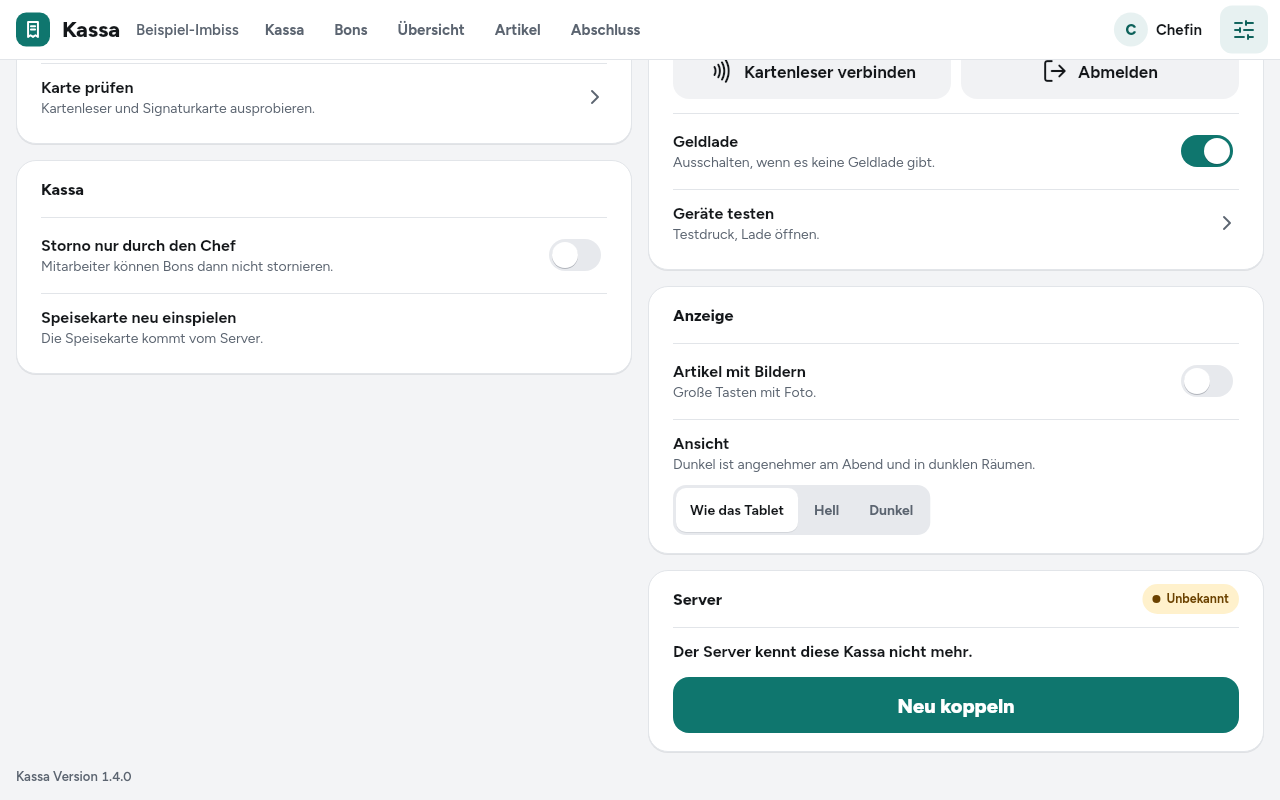 Kassa Beispiel-Imbiss Kassa Bons Übersicht Artikel Abschluss C Chefin
Karte prüfen
Kartenleser und Signaturkarte ausprobieren.
Kassa
Storno nur durch den Chef
Mitarbeiter können Bons dann nicht stornieren.
Speisekarte neu einspielen
Die Speisekarte kommt vom Server.
Kartenleser verbinden Abmelden
Geldlade
Ausschalten, wenn es keine Geldlade gibt.
Geräte testen
Testdruck, Lade öffnen.
Anzeige
Artikel mit Bildern
Große Tasten mit Foto.
Ansicht
Dunkel ist angenehmer am Abend und in dunklen Räumen.
Wie das Tablet Hell Dunkel
Server Unbekannt
Der Server kennt diese Kassa nicht mehr.
Neu koppeln
Kassa Version 1.4.0